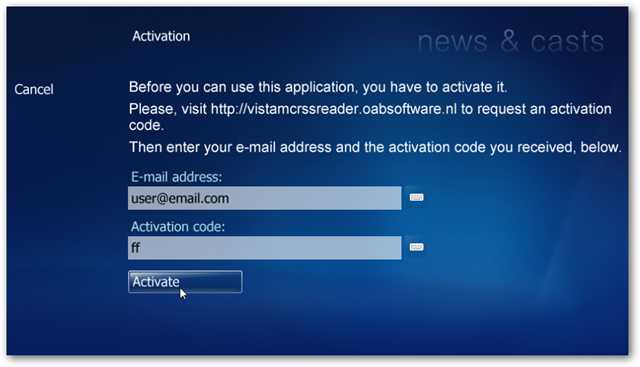 Activation
news & casts
Cancel
Before you can use this application, you have to activate it.
Please, visit http://vistamcrssreader.oabsoftware.nl to request an activation
code.
Then enter your e-mail address and the activation code you received, below.
E-mail address:
user@email.com
Activation code:
ff
Activate